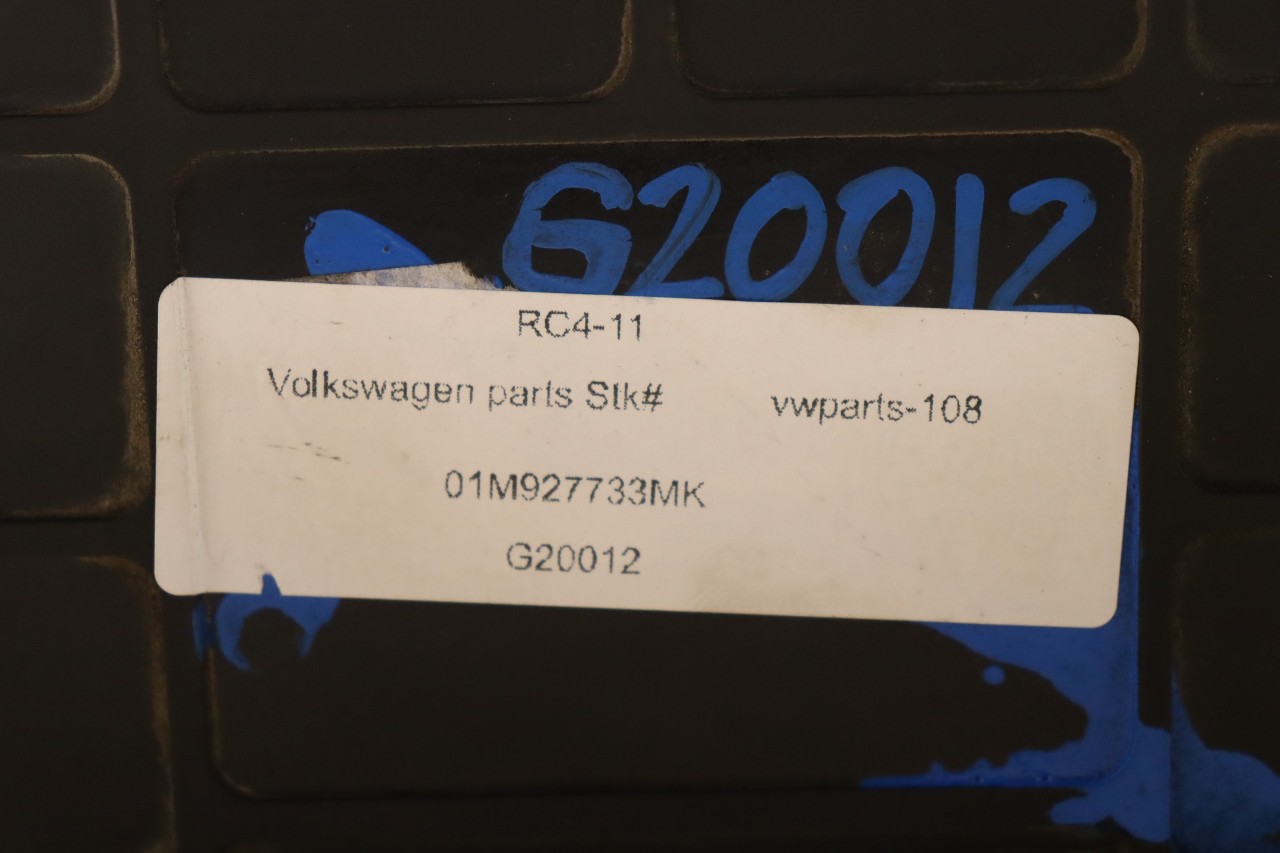 G20012
RC4-11
Volkswagen parts Stk# vwparts-108
01M927733MK
G20012